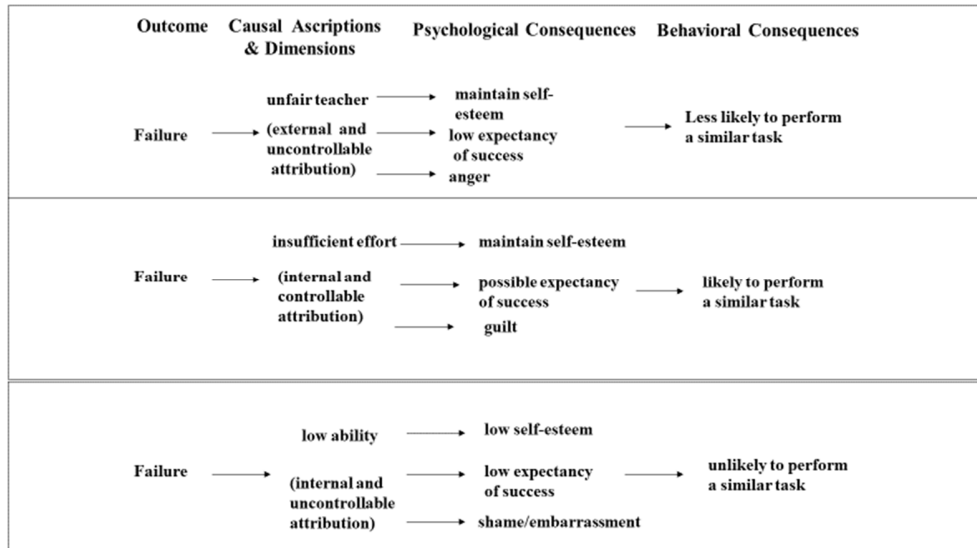 Outcome
Causal Ascriptions
& Dimensions
Psychological Consequences
Behavioral Consequences
Failure
unfair teacher
(external and
uncontrollable
attribution)
maintain self-
esteem
low expectancy
of success
anger
Less likely to perform
a similar task
Failure
insufficient effort
(internal and
controllable
attribution)
maintain self-esteem
possible expectancy
of success
guilt
likely to perform
a similar task
Failure
low ability
(internal and
uncontrollable
attribution)
low self-esteem
low expectancy
of success
shame/embarrassment
unlikely to perform
a similar task